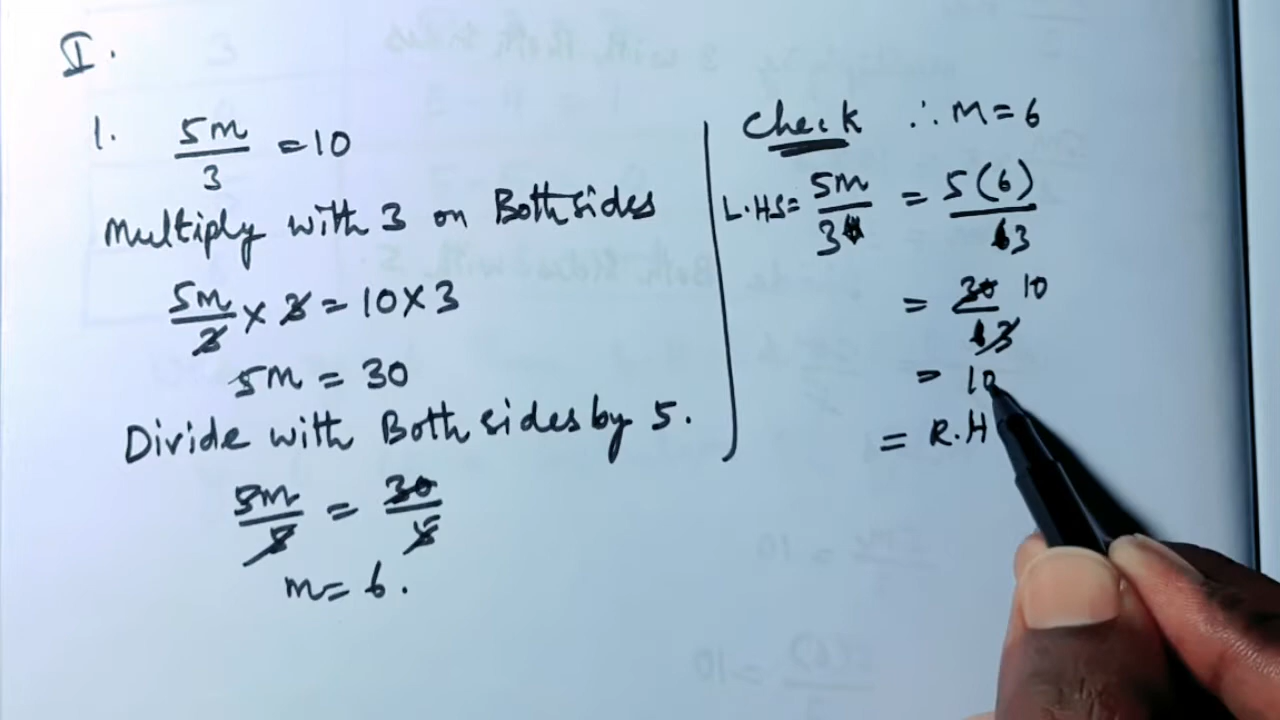 I.
1. 5m/3 = 10
Multiply with 3 on Both sides
5m/3 × 3 = 10 × 3
5m = 30
Divide with Both sides by 5.
5m/5 = 30/5
m = 6.
Check ∴ m = 6
L.HS = 5m/3 = 5(6)/3
= 30/3 10
= 10
= R.H